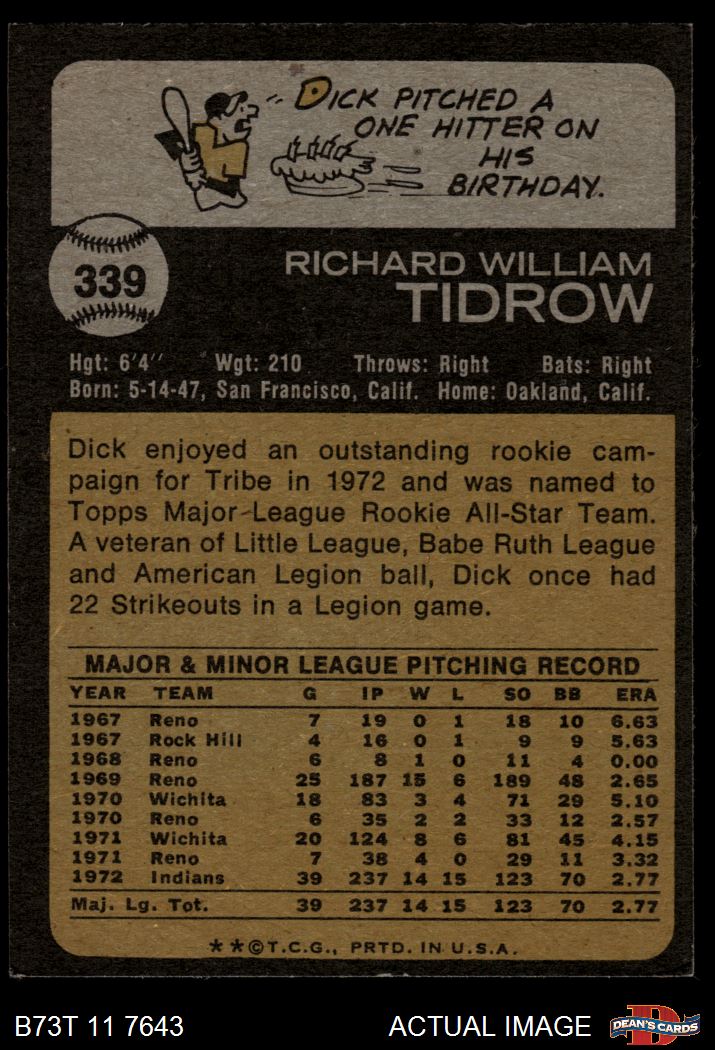 DICK PITCHED A
ONE HITTER ON
HIS
BIRTHDAY.
339
RICHARD WILLIAM
TIDROW
Hgt: 6'4'' Wgt: 210 Throws: Right Bats: Right
Born: 5-14-47, San Francisco, Calif. Home: Oakland, Calif.
Dick enjoyed an outstanding rookie cam-
paign for Tribe in 1972 and was named to
Topps Major League Rookie All-Star Team.
A veteran of Little League, Babe Ruth League
and American Legion ball, Dick once had
22 Strikeouts in a Legion game.
MAJOR & MINOR LEAGUE PITCHING RECORD
YEAR TEAM G IP W L SO BB ERA
1967 Reno 7 19 0 1 18 10 6.63
1967 Rock Hill 4 16 0 1 9 9 5.63
1968 Reno 6 8 1 0 11 4 0.00
1969 Reno 25 187 15 6 189 48 2.65
1970 Wichita 18 83 3 4 71 29 5.10
1970 Reno 6 35 2 2 33 12 2.57
1971 Wichita 20 124 8 6 81 45 4.15
1971 Reno 7 38 4 0 29 11 3.32
1972 Indians 39 237 14 15 123 70 2.77
Maj. Lg. Tot. 39 237 14 15 123 70 2.77
**©T.C.G., PRTD. IN U.S.A.
B73T 11 7643 ACTUAL IMAGE DEAN'S CARDS